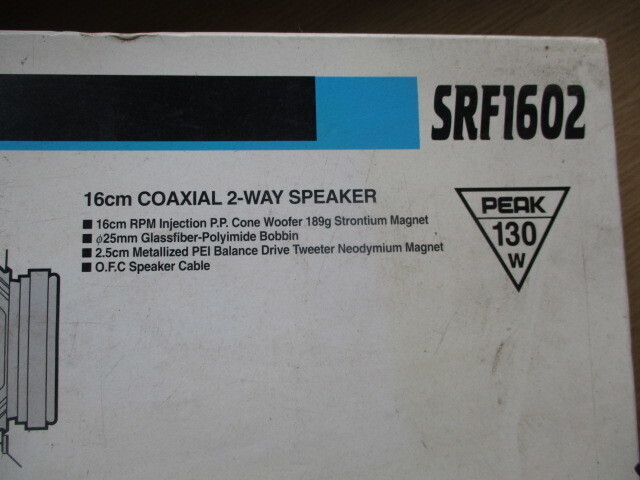 SRF1602
16cm COAXIAL 2-WAY SPEAKER
■ 16cm RPM Injection P.P. Cone Woofer 189g Strontium Magnet
■ φ25mm Glassfiber-Polyimide Bobbin
■ 2.5cm Metallized PEI Balance Drive Tweeter Neodymium Magnet
■ O.F.C Speaker Cable
PEAK
130
W